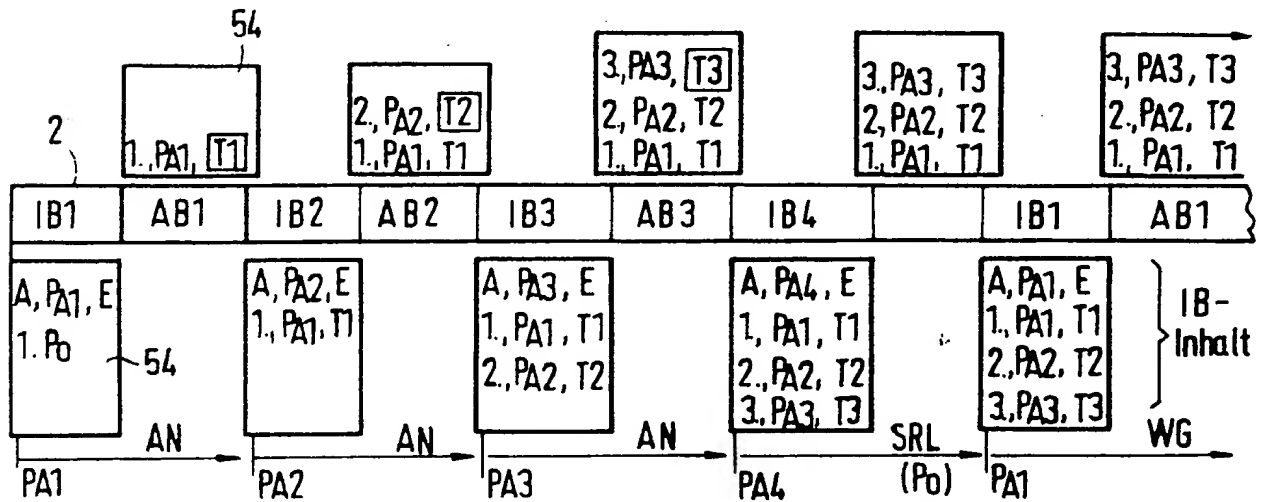 54
1., PA1, T1
2., PA2, T2
1., PA1, T1
3., PA3, T3
2., PA2, T2
1., PA1, T1
3., PA3, T3
2., PA2, T2
1., PA1, T1
3., PA3, T3
2., PA2, T2
1., PA1, T1
2
IB1 AB1 IB2 AB2 IB3 AB3 IB4 IB1 AB1
A, PA1, E
1. P0
54
A, PA2, E
1., PA1, T1
A, PA3, E
1., PA1, T1
2., PA2, T2
A, PA4, E
1., PA1, T1
2., PA2, T2
3., PA3, T3
A, PA1, E
1., PA1, T1
2., PA2, T2
3., PA3, T3
IB-
Inhalt
AN AN AN SRL WG
PA1 PA2 PA3 PA4 (P0) PA1